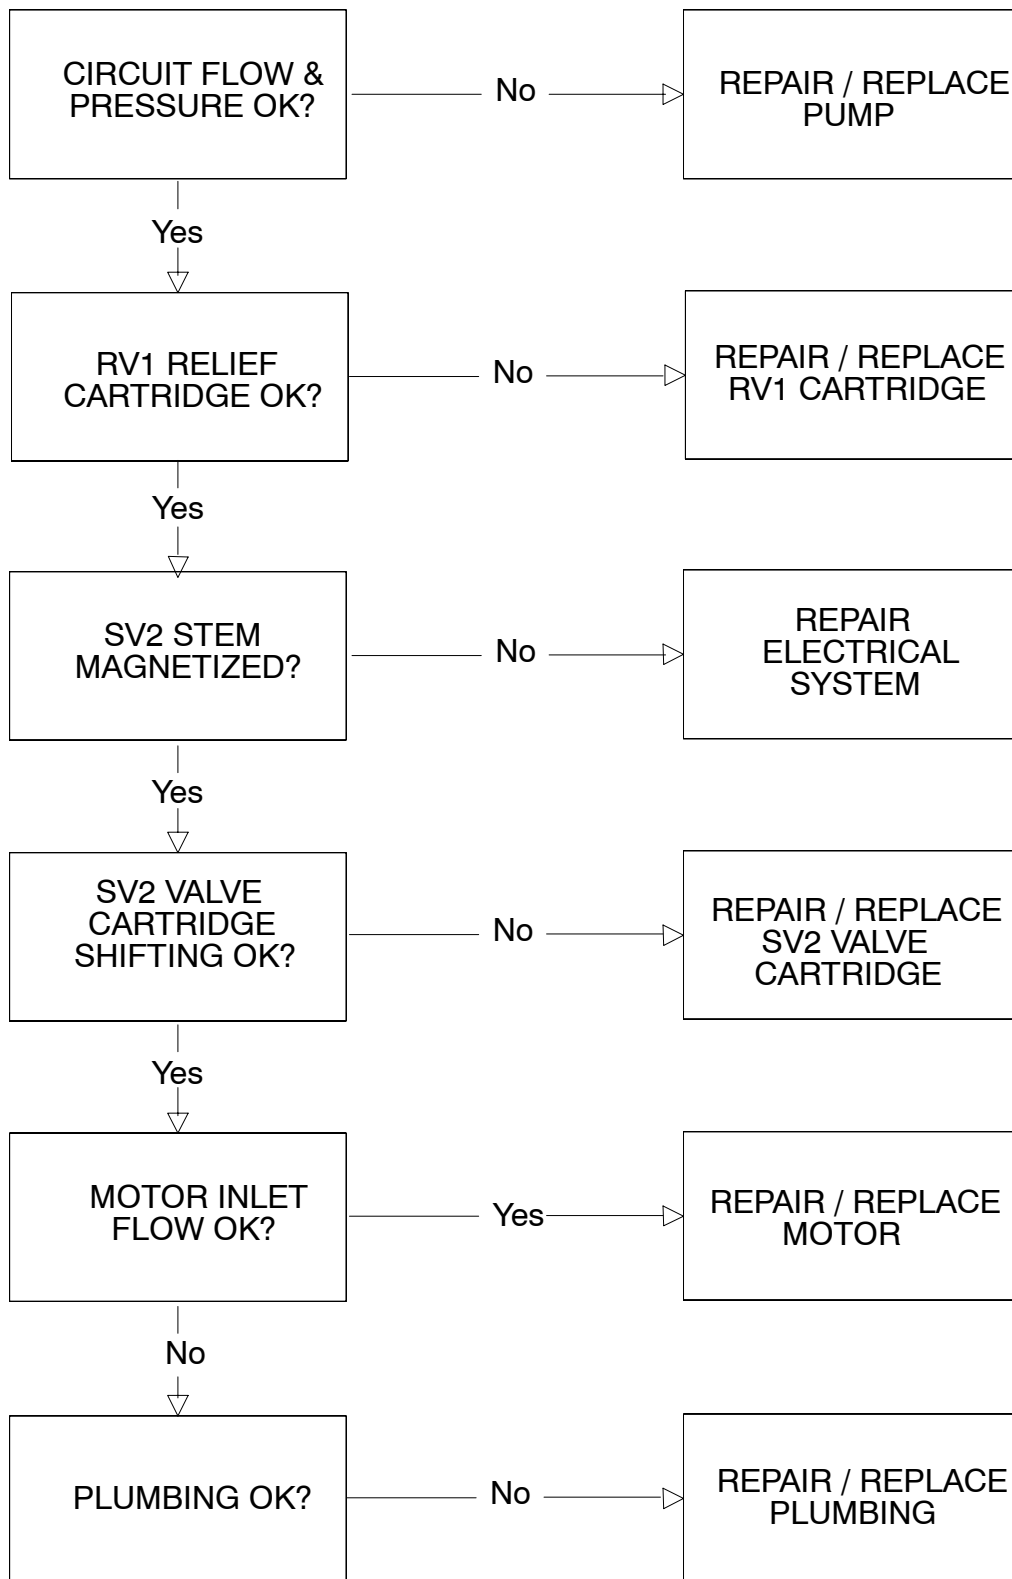 CIRCUIT FLOW &
PRESSURE OK?
No
REPAIR / REPLACE
PUMP
Yes
RV1 RELIEF
CARTRIDGE OK?
No
REPAIR / REPLACE
RV1 CARTRIDGE
Yes
SV2 STEM
MAGNETIZED?
No
REPAIR
ELECTRICAL
SYSTEM
Yes
SV2 VALVE
CARTRIDGE
SHIFTING OK?
No
REPAIR / REPLACE
SV2 VALVE
CARTRIDGE
Yes
MOTOR INLET
FLOW OK?
Yes
REPAIR / REPLACE
MOTOR
No
PLUMBING OK?
No
REPAIR / REPLACE
PLUMBING